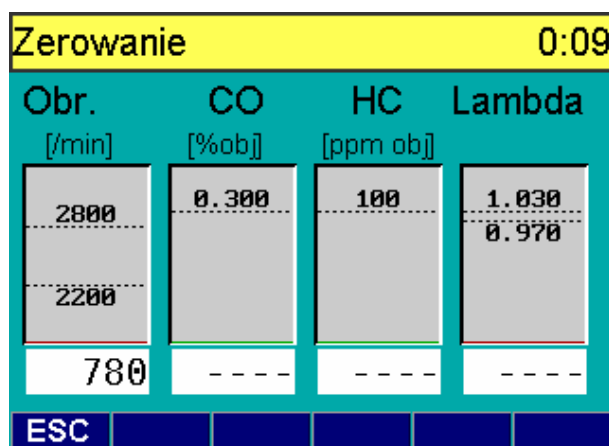 Zerowanie 0:09
Obr. CO HC Lambda
[/min] [%obj] [ppm obj]
2800 0.300 100 1.030
0.970
2200
780 ---- ---- ----
ESC